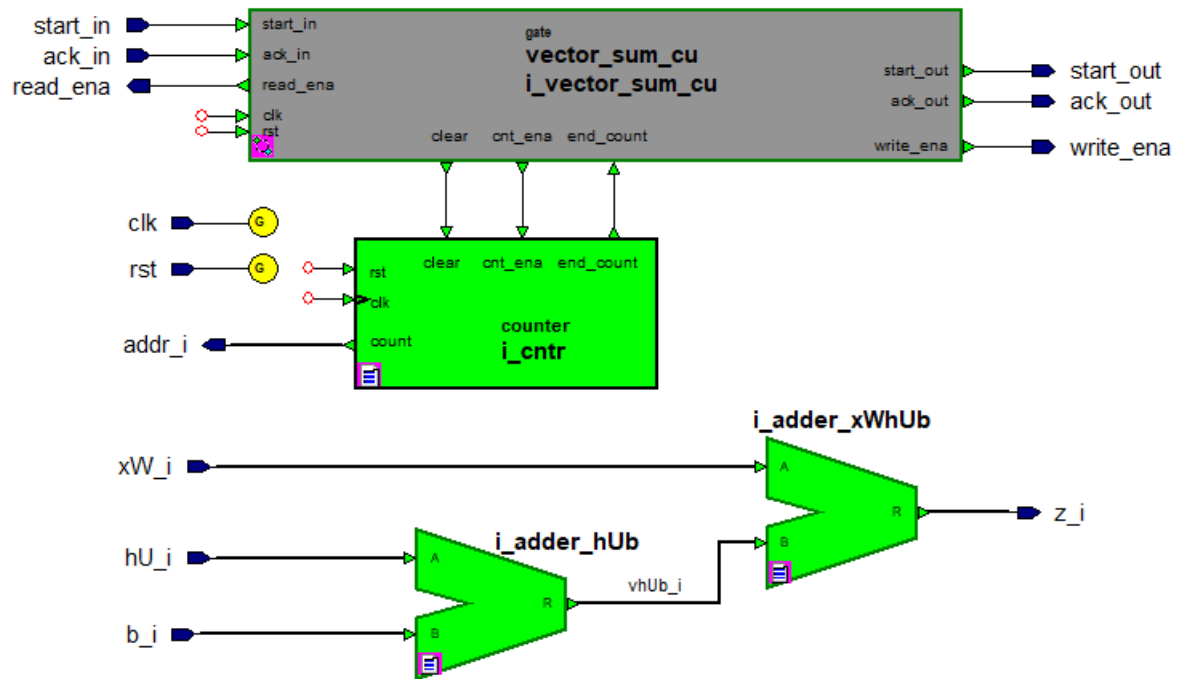 start_in
ack_in
read_ena
start_in
ack_in
read_ena
clk
rst
gate
vector_sum_cu
i_vector_sum_cu
clear cnt_ena end_count
start_out
ack_out
write_ena
start_out
ack_out
write_ena
clk
G
rst
G
addr_i
clear cnt_ena end_count
rst
clk
count
counter
i_cntr
i_adder_xWhUb
xW_i
A
B
R
z_i
i_adder_hUb
hU_i
b_i
A
B
R
vhUb_i